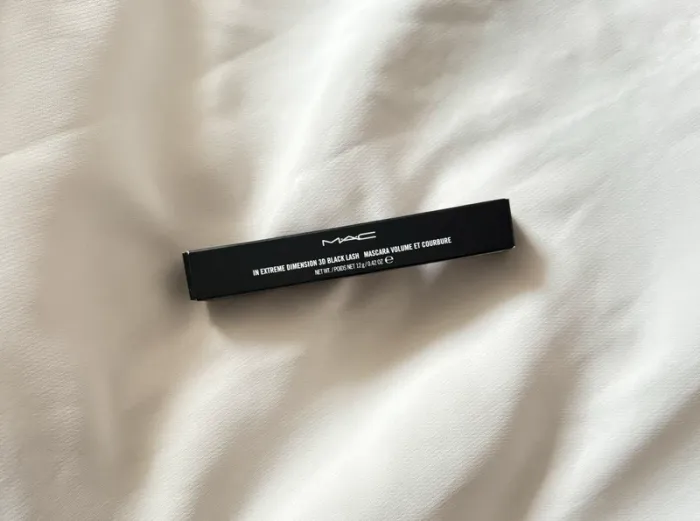 MAC
IN EXTREME DIMENSION 3D BLACK LASH MASCARA VOLUME ET COURBURE
NET WT. / POIDS NET 12 g / 0.42 OZ ℮